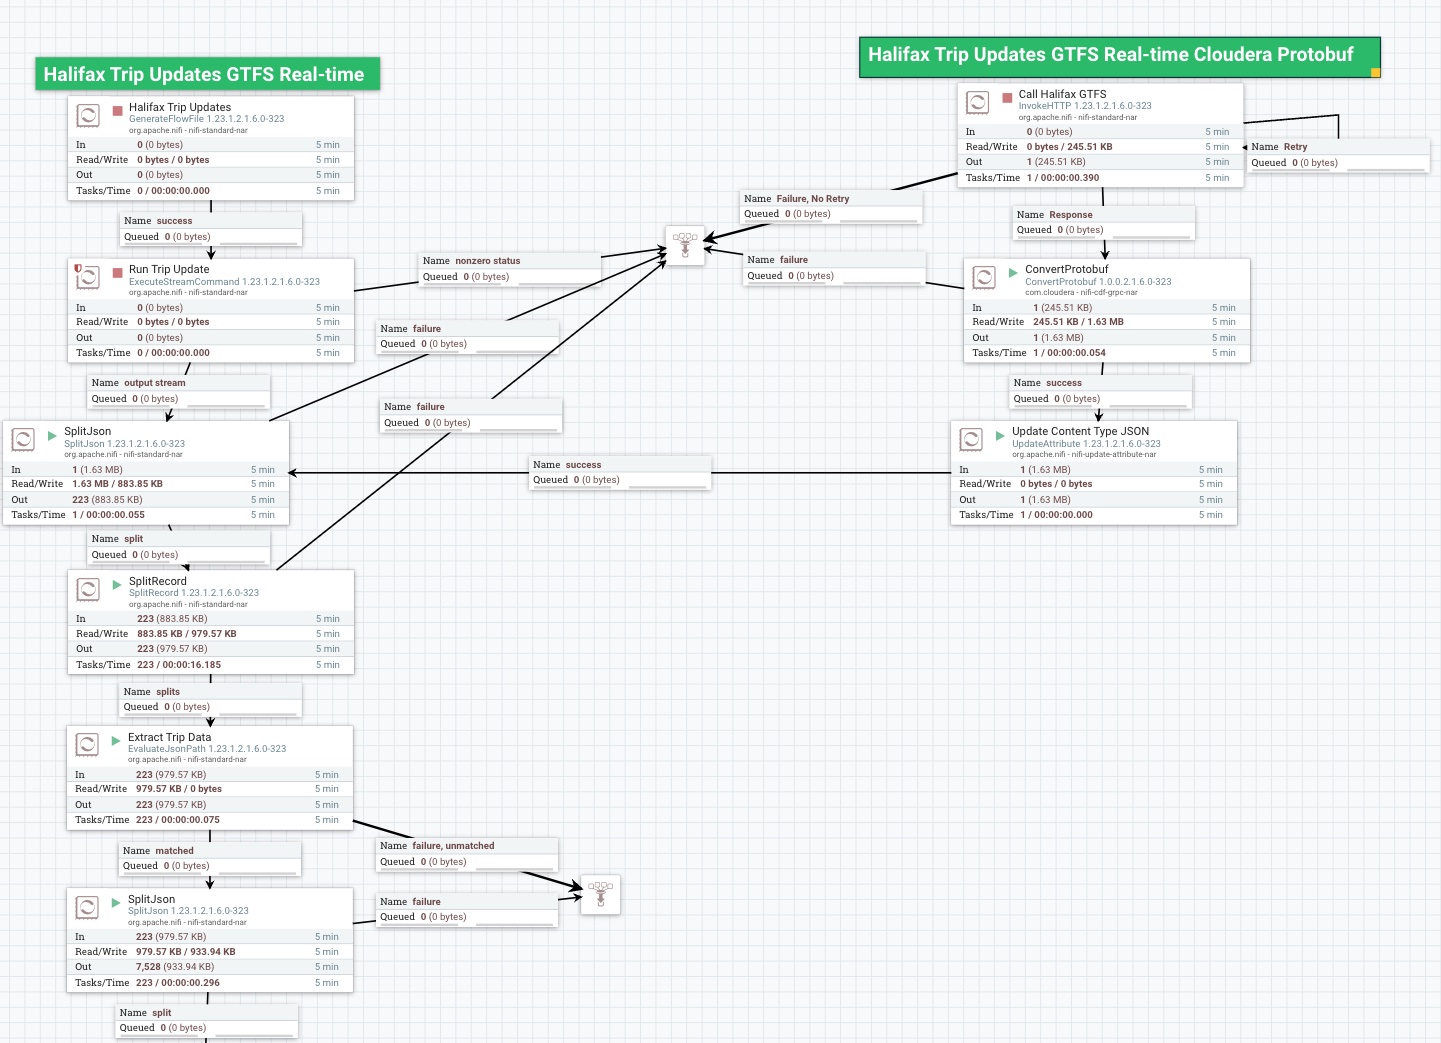 Halifax Trip Updates GTFS Real-time
Halifax Trip Updates
GenerateFlowFile 1.23.1.2.1.6.0-323
org.apache.nifi - nifi-standard-nar
In 0 (0 bytes) 5 min
Read/Write 0 bytes / 0 bytes 5 min
Out 0 (0 bytes) 5 min
Tasks/Time 0 / 00:00:00.000 5 min
Name success
Queued 0 (0 bytes)
Run Trip Update
ExecuteStreamCommand 1.23.1.2.1.6.0-323
org.apache.nifi - nifi-standard-nar
In 0 (0 bytes) 5 min
Read/Write 0 bytes / 0 bytes 5 min
Out 0 (0 bytes) 5 min
Tasks/Time 0 / 00:00:00.000 5 min
Name output stream
Queued 0 (0 bytes)
SplitJson
SplitJson 1.23.1.2.1.6.0-323
org.apache.nifi - nifi-standard-nar
In 1 (1.63 MB) 5 min
Read/Write 1.63 MB / 883.85 KB 5 min
Out 223 (883.85 KB) 5 min
Tasks/Time 1 / 00:00:00.055 5 min
Name split
Queued 0 (0 bytes)
SplitRecord
SplitRecord 1.23.1.2.1.6.0-323
org.apache.nifi - nifi-standard-nar
In 223 (883.85 KB) 5 min
Read/Write 883.85 KB / 979.57 KB 5 min
Out 223 (979.57 KB) 5 min
Tasks/Time 223 / 00:00:16.185 5 min
Name splits
Queued 0 (0 bytes)
Extract Trip Data
EvaluateJsonPath 1.23.1.2.1.6.0-323
org.apache.nifi - nifi-standard-nar
In 223 (979.57 KB) 5 min
Read/Write 979.57 KB / 0 bytes 5 min
Out 223 (979.57 KB) 5 min
Tasks/Time 223 / 00:00:00.075 5 min
Name matched
Queued 0 (0 bytes)
SplitJson
SplitJson 1.23.1.2.1.6.0-323
org.apache.nifi - nifi-standard-nar
In 223 (979.57 KB) 5 min
Read/Write 979.57 KB / 933.94 KB 5 min
Out 7,528 (933.94 KB) 5 min
Tasks/Time 223 / 00:00:00.296 5 min
Name split
Queued 0 (0 bytes)
Name nonzero status
Queued 0 (0 bytes)
Name failure
Queued 0 (0 bytes)
Name failure
Queued 0 (0 bytes)
Name success
Queued 0 (0 bytes)
Name failure, unmatched
Queued 0 (0 bytes)
Name failure
Queued 0 (0 bytes)
Name Failure, No Retry
Queued 0 (0 bytes)
Name failure
Queued 0 (0 bytes)
Halifax Trip Updates GTFS Real-time Cloudera Protobuf
Call Halifax GTFS
InvokeHTTP 1.23.1.2.1.6.0-323
org.apache.nifi - nifi-standard-nar
In 0 (0 bytes) 5 min
Read/Write 0 bytes / 245.51 KB 5 min
Out 1 (245.51 KB) 5 min
Tasks/Time 1 / 00:00:00.390 5 min
Name Retry
Queued 0 (0 bytes)
Name Response
Queued 0 (0 bytes)
ConvertProtobuf
ConvertProtobuf 1.0.0.2.1.6.0-323
com.cloudera - nifi-cdf-grpc-nar
In 1 (245.51 KB) 5 min
Read/Write 245.51 KB / 1.63 MB 5 min
Out 1 (1.63 MB) 5 min
Tasks/Time 1 / 00:00:00.054 5 min
Name success
Queued 0 (0 bytes)
Update Content Type JSON
UpdateAttribute 1.23.1.2.1.6.0-323
org.apache.nifi - nifi-update-attribute-nar
In 1 (1.63 MB) 5 min
Read/Write 0 bytes / 0 bytes 5 min
Out 1 (1.63 MB) 5 min
Tasks/Time 1 / 00:00:00.000 5 min